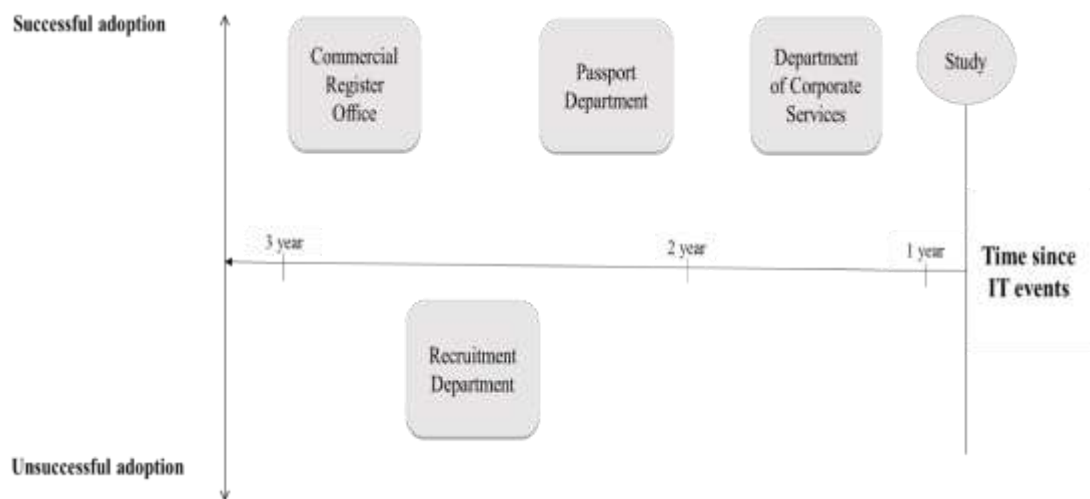 Successful adoption
Commercial
Register
Office
Passport
Department
Department
of Corporate
Services
Study
3 year
2 year
1 year
Time since
IT events
Recruitment
Department
Unsuccessful adoption